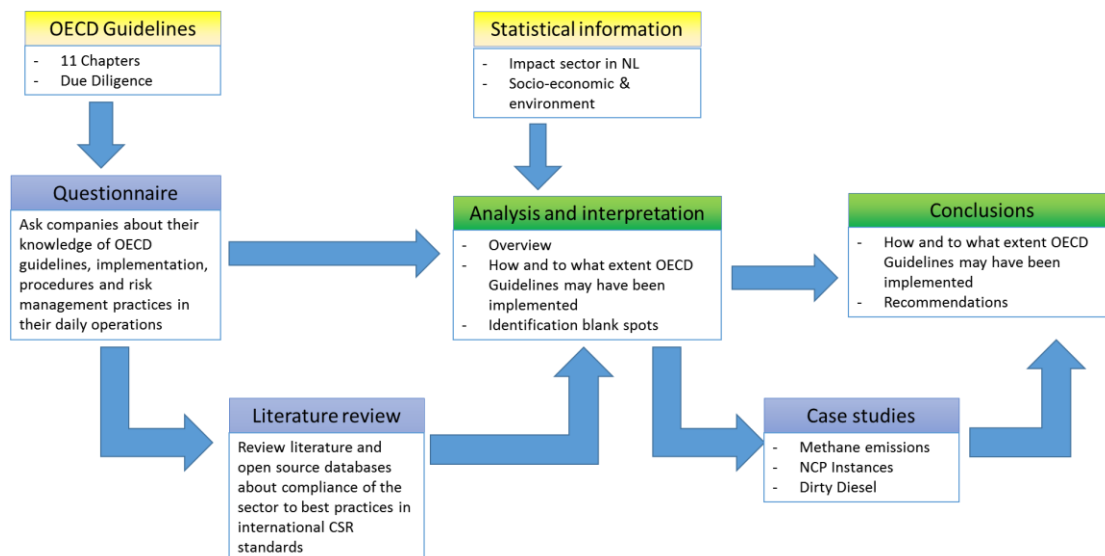 OECD Guidelines
- 11 Chapters
- Due Diligence
Statistical information
- Impact sector in NL
- Socio-economic &
environment
Questionnaire
Ask companies about their
knowledge of OECD
guidelines, implementation,
procedures and risk
management practices in
their daily operations
Analysis and interpretation
- Overview
- How and to what extent OECD
Guidelines may have been
implemented
- Identification blank spots
Conclusions
- How and to what extent OECD
Guidelines may have been
implemented
- Recommendations
Literature review
Review literature and
open source databases
about compliance of the
sector to best practices in
international CSR
standards
Case studies
- Methane emissions
- NCP Instances
- Dirty Diesel